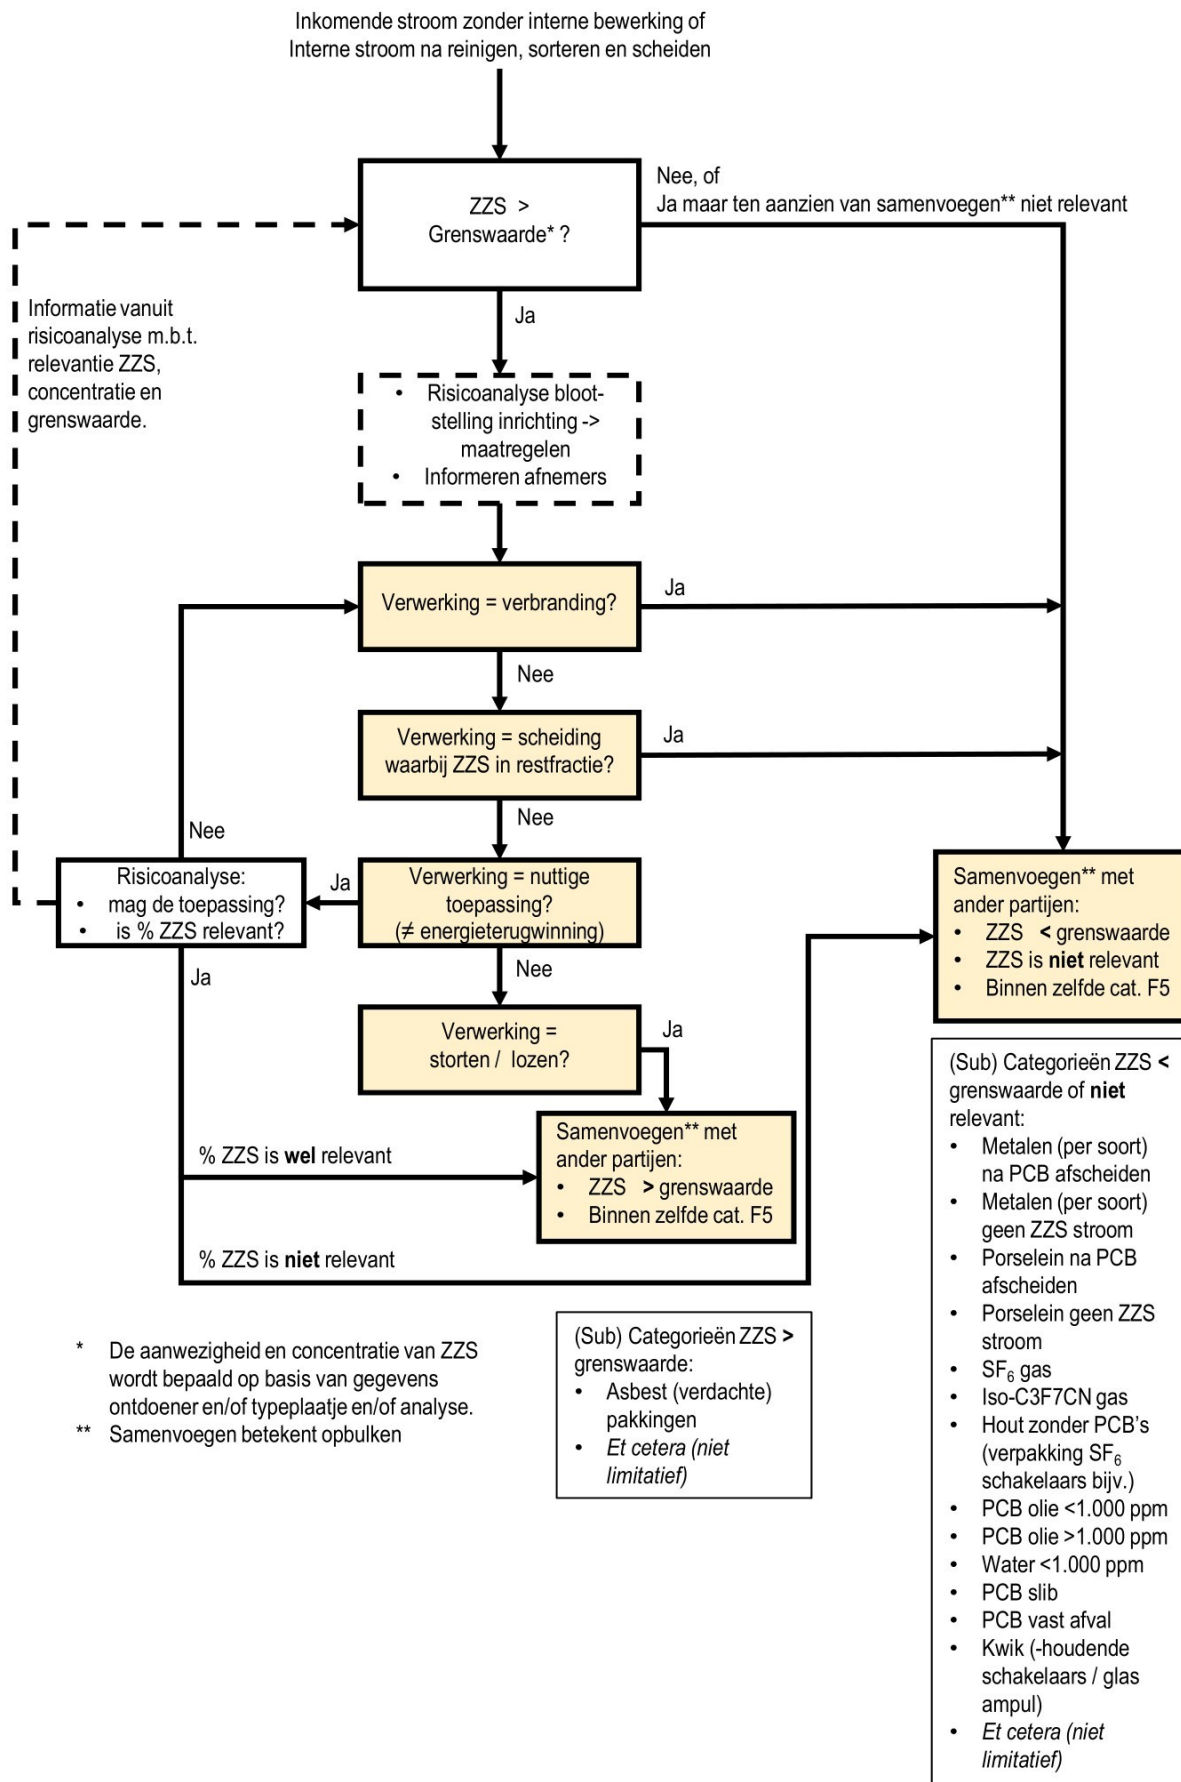 Inkomende stroom zonder interne bewerking of
Interne stroom na reinigen, sorteren en scheiden
ZZS >
Grenswaarde* ?
Nee, of
Ja maar ten aanzien van samenvoegen** niet relevant
Ja
Informatie vanuit
risicoanalyse m.b.t.
relevantie ZZS,
concentratie en
grenswaarde.
• Risicoanalyse bloot-
stelling inrichting ->
maatregelen
• Informeren afnemers
Verwerking = verbranding?
Ja
Nee
Verwerking = scheiding
waarbij ZZS in restfractie?
Ja
Nee
Nee
Risicoanalyse:
• mag de toepassing?
• is % ZZS relevant?
Ja
Verwerking = nuttige
toepassing?
(≠ energieterugwinning)
Ja
Nee
Verwerking =
storten / lozen?
Ja
Samenvoegen** met
ander partijen:
• ZZS < grenswaarde
• ZZS is niet relevant
• Binnen zelfde cat. F5
% ZZS is wel relevant
Samenvoegen** met
ander partijen:
• ZZS > grenswaarde
• Binnen zelfde cat. F5
% ZZS is niet relevant
* De aanwezigheid en concentratie van ZZS
wordt bepaald op basis van gegevens
ontdoener en/of typeplaatje en/of analyse.
** Samenvoegen betekent opbulken
(Sub) Categorieën ZZS >
grenswaarde:
• Asbest (verdachte)
pakkingen
• Et cetera (niet
limitatief)
(Sub) Categorieën ZZS <
grenswaarde of niet
relevant:
• Metalen (per soort)
na PCB afscheiden
• Metalen (per soort)
geen ZZS stroom
• Porselein na PCB
afscheiden
• Porselein geen ZZS
stroom
• SF₆ gas
• Iso-C3F7CN gas
• Hout zonder PCB's
(verpakking SF₆
schakelaars bijv.)
• PCB olie <1.000 ppm
• PCB olie >1.000 ppm
• Water <1.000 ppm
• PCB slib
• PCB vast afval
• Kwik (-houdende
schakelaars / glas
ampul)
• Et cetera (niet
limitatief)